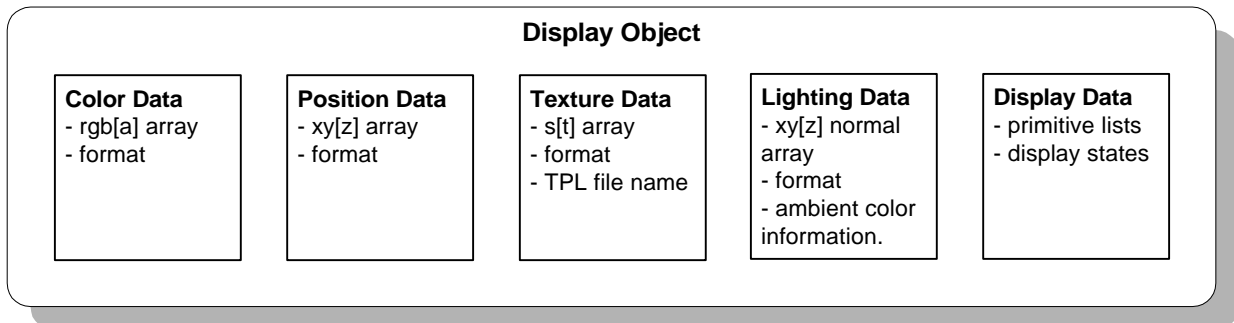 Display Object
Color Data
- rgb[a] array
- format
Position Data
- xy[z] array
- format
Texture Data
- s[t] array
- format
- TPL file name
Lighting Data
- xy[z] normal
array
- format
- ambient color
information.
Display Data
- primitive lists
- display states